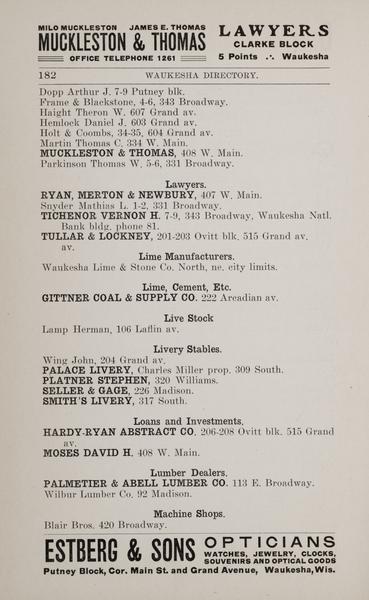 MILO MUCKLESTON JAMES E. THOMAS
MUCKLESTON & THOMAS
OFFICE TELEPHONE 1261
LAWYERS
CLARKE BLOCK
5 Points .·. Waukesha
182 WAUKESHA DIRECTORY.
Dopp Arthur J. 7-9 Putney blk.
Frame & Blackstone, 4-6, 343 Broadway.
Haight Theron W. 607 Grand av.
Hemlock Daniel J. 603 Grand av.
Holt & Coombs, 34-35, 604 Grand av.
Martin Thomas C. 334 W. Main.
MUCKLESTON & THOMAS, 408 W. Main.
Parkinson Thomas W. 5-6, 331 Broadway.
Lawyers.
RYAN, MERTON & NEWBURY, 407 W. Main.
Snyder Mathias L. 1-2, 331 Broadway.
TICHENOR VERNON H. 7-9, 343 Broadway, Waukesha Natl.
Bank bldg. phone 81.
TULLAR & LOCKNEY, 201-203 Ovitt blk. 515 Grand av.
av.
Lime Manufacturers.
Waukesha Lime & Stone Co. North, ne. city limits.
Lime, Cement, Etc.
GITTNER COAL & SUPPLY CO. 222 Arcadian av.
Live Stock
Lamp Herman, 106 Laflin av.
Livery Stables.
Wing John, 204 Grand av.
PALACE LIVERY, Charles Miller prop. 309 South.
PLATNER STEPHEN, 320 Williams.
SELLER & GAGE, 226 Madison.
SMITH'S LIVERY, 317 South.
Loans and Investments.
HARDY-RYAN ABSTRACT CO. 206-208 Ovitt blk. 515 Grand
av.
MOSES DAVID H. 408 W. Main.
Lumber Dealers.
PALMETIER & ABELL LUMBER CO. 113 E. Broadway.
Wilbur Lumber Co. 92 Madison.
Machine Shops.
Blair Bros. 420 Broadway.
ESTBERG & SONS
OPTICIANS
WATCHES, JEWELRY, CLOCKS,
SOUVENIRS AND OPTICAL GOODS
Putney Block, Cor. Main St. and Grand Avenue, Waukesha, Wis.